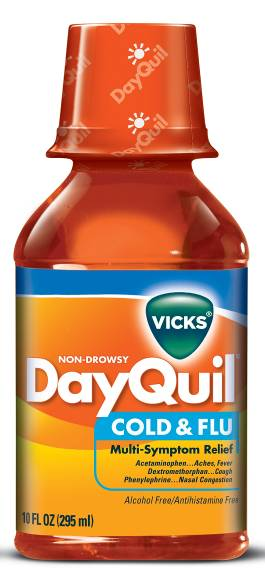 DayQuil
DayQuil
DayQuil
VICKS®
NON-DROWSY
DayQuil™
COLD & FLU
Multi-Symptom Relief
Acetaminophen...Aches, Fever
Dextromethorphan...Cough
Phenylephrine...Nasal Congestion
Alcohol Free/Antihistamine Free
10 FL OZ (295 ml)